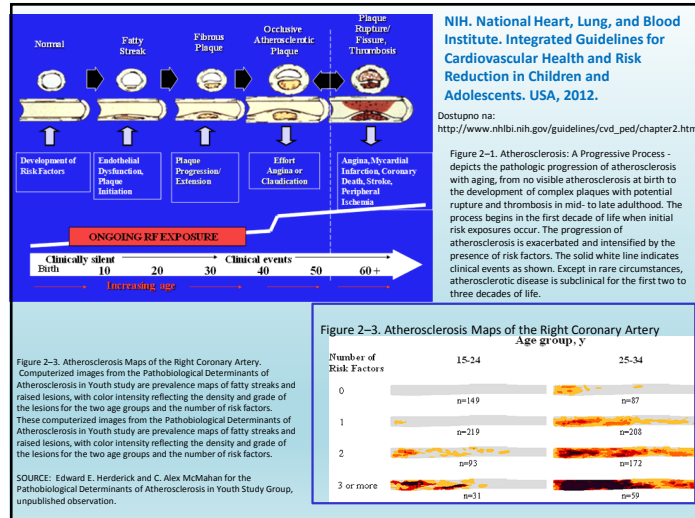 Normal
Fatty
Streak
Fibrous
Plaque
Occlusive
Atherosclerotic
Plaque
Plaque
Rupture/
Fissure,
Thrombosis
Development of
Risk Factors
Endothelial
Dysfunction,
Plaque
Initiation
Plaque
Progression/
Extension
Effort
Angina or
Claudication
Angina, Myocardial
Infarction, Coronary
Death, Stroke,
Peripheral
Ischemia
ONGOING RF EXPOSURE
Clinically silent
Clinical events
Birth 10 20 30 40 50 60 +
Increasing age
NIH. National Heart, Lung, and Blood
Institute. Integrated Guidelines for
Cardiovascular Health and Risk
Reduction in Children and
Adolescents. USA, 2012.
Dostupno na:
http://www.nhlbi.nih.gov/guidelines/cvd_ped/chapter2.htm
Figure 2–1. Atherosclerosis: A Progressive Process -
depicts the pathologic progression of atherosclerosis
with aging, from no visible atherosclerosis at birth to
the development of complex plaques with potential
rupture and thrombosis in mid- to late adulthood. The
process begins in the first decade of life when initial
risk exposures occur. The progression of
atherosclerosis is exacerbated and intensified by the
presence of risk factors. The solid white line indicates
clinical events as shown. Except in rare circumstances,
atherosclerotic disease is subclinical for the first two to
three decades of life.
Figure 2–3. Atherosclerosis Maps of the Right Coronary Artery.
Computerized images from the Pathobiological Determinants of
Atherosclerosis in Youth study are prevalence maps of fatty streaks and
raised lesions, with color intensity reflecting the density and grade of
the lesions for the two age groups and the number of risk factors.
These computerized images from the Pathobiological Determinants of
Atherosclerosis in Youth study are prevalence maps of fatty streaks and
raised lesions, with color intensity reflecting the density and grade of
the lesions for the two age groups and the number of risk factors.
SOURCE: Edward E. Herderick and C. Alex McMahan for the
Pathobiological Determinants of Atherosclerosis in Youth Study Group,
unpublished observation.
Figure 2–3. Atherosclerosis Maps of the Right Coronary Artery
Age group, y
Number of
Risk Factors
15-24 25-34
0
n=149 n=87
1
n=219 n=208
2
n=93 n=172
3 or more
n=31 n=59